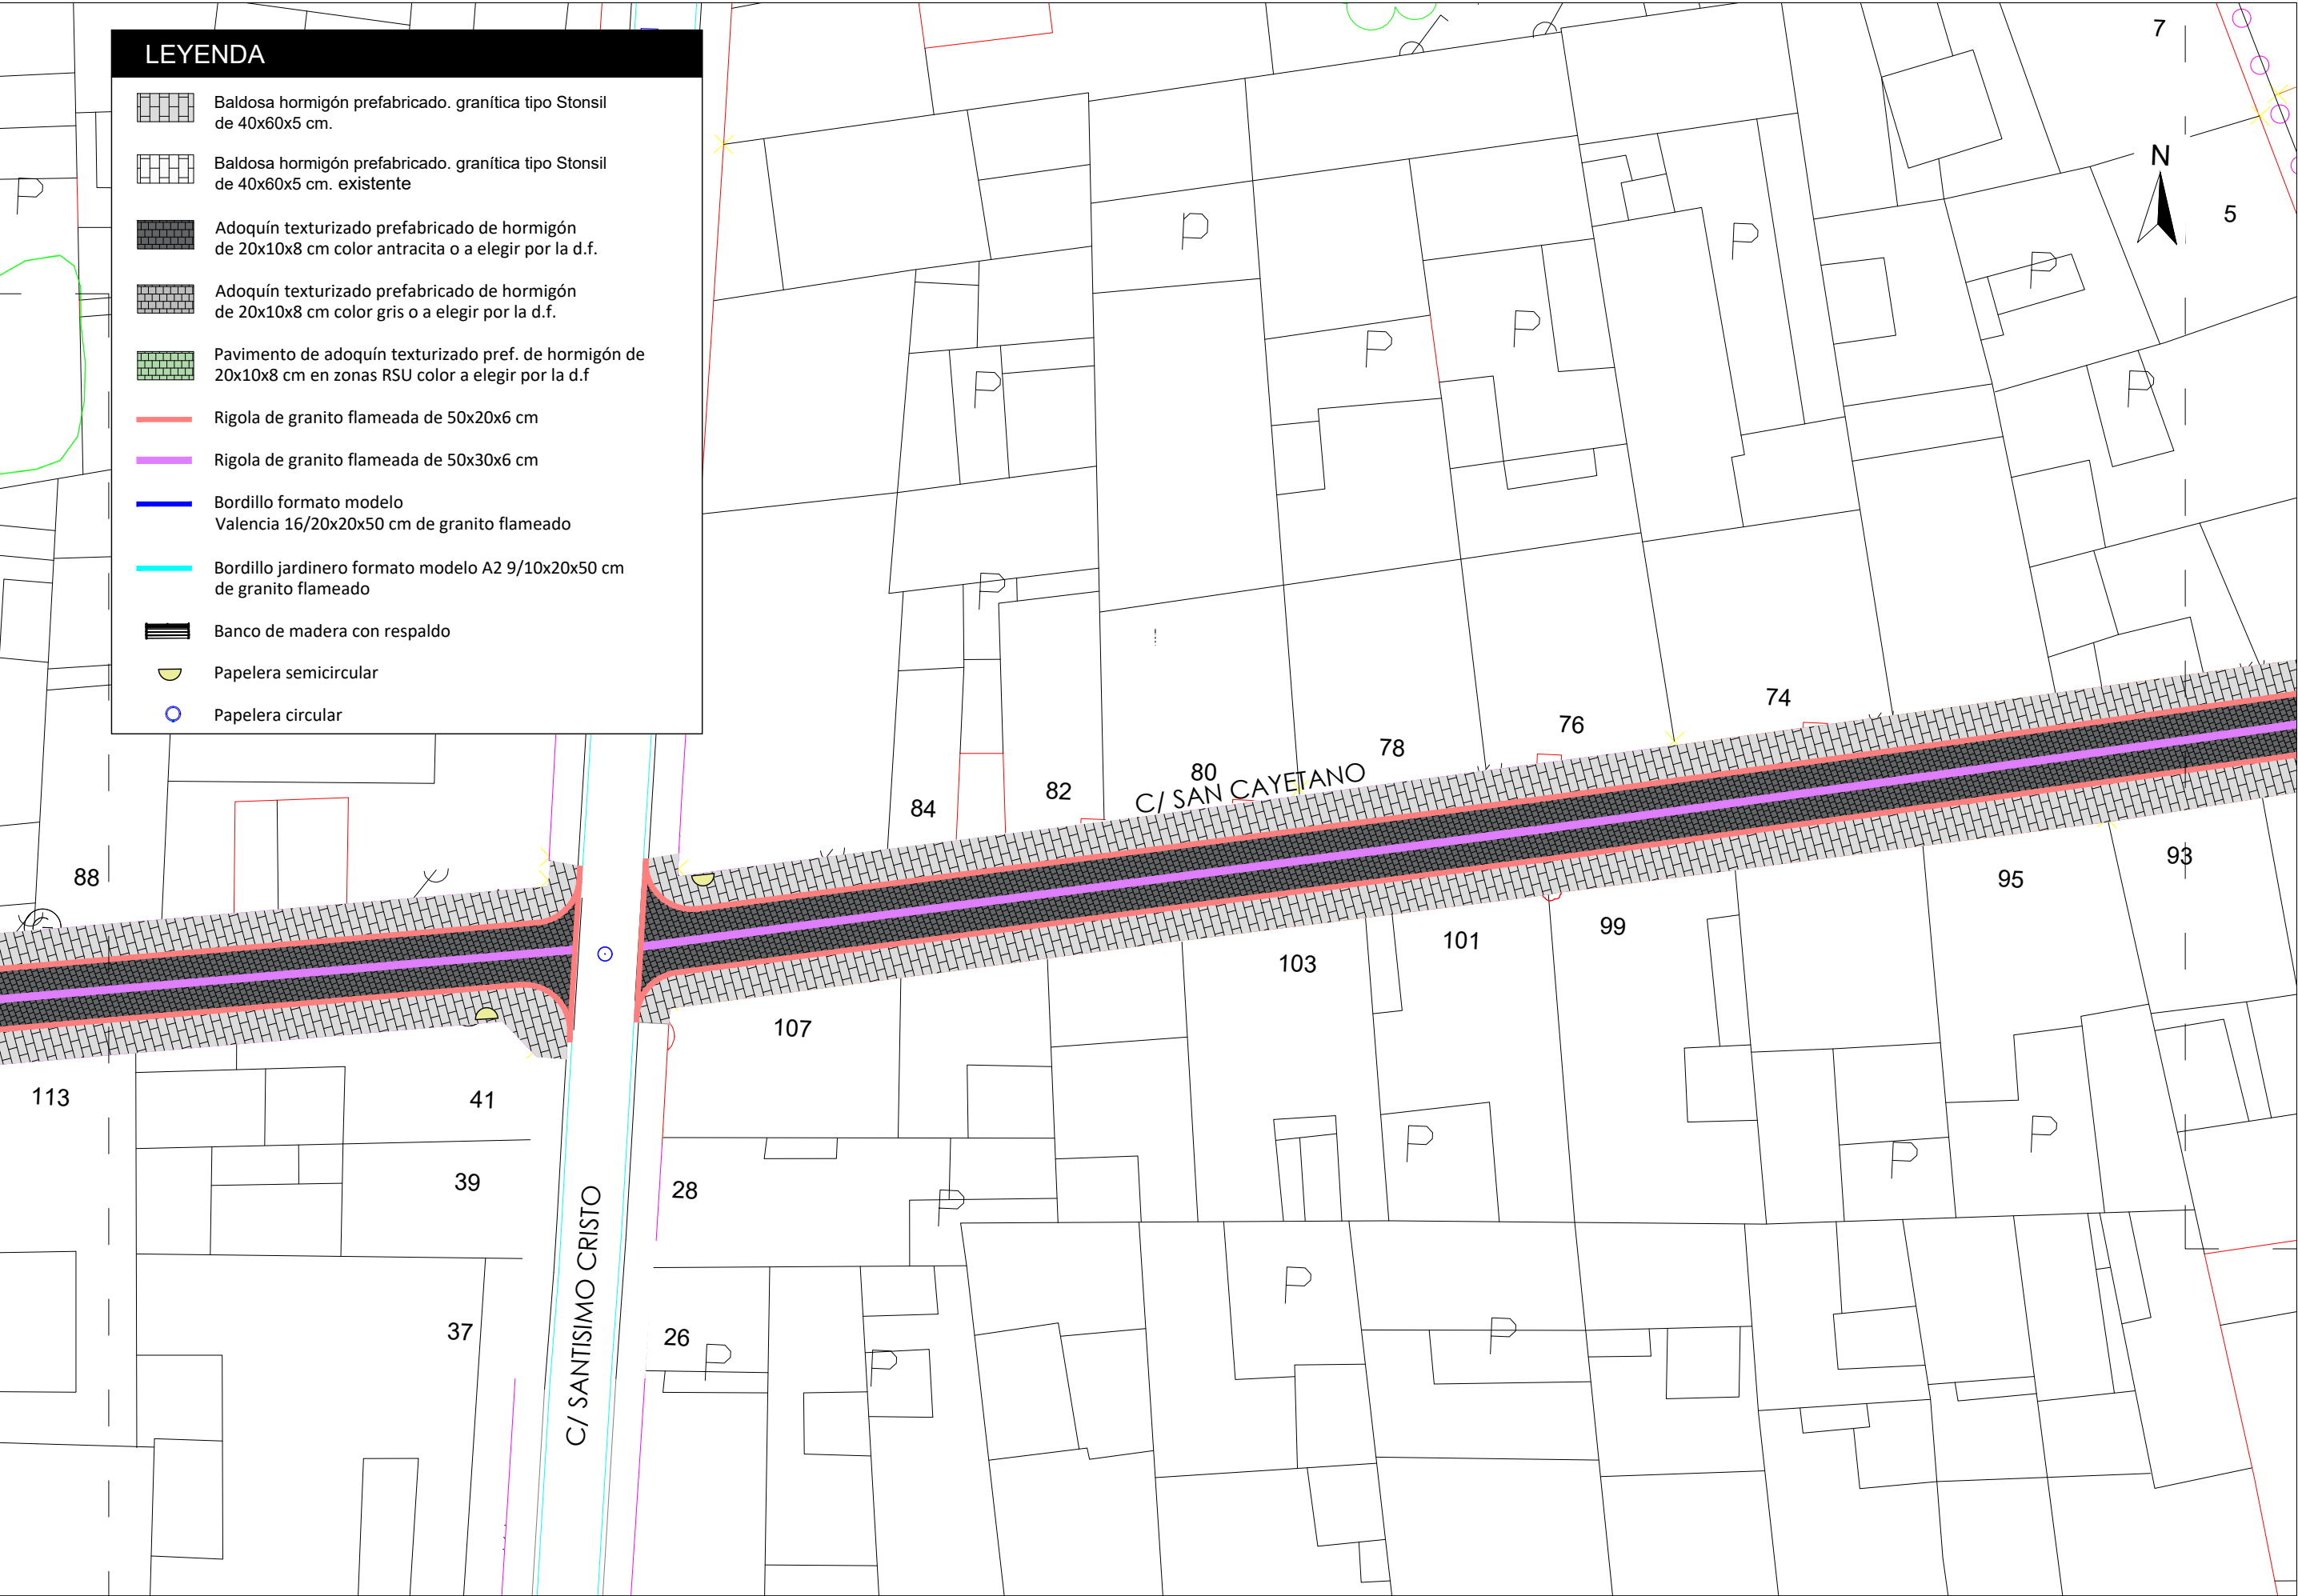 LEYENDA
Baldosa hormigón prefabricado. granítica tipo Stonsil
de 40x60x5 cm.
Baldosa hormigón prefabricado. granítica tipo Stonsil
de 40x60x5 cm. existente
Adoquín texturizado prefabricado de hormigón
de 20x10x8 cm color antracita o a elegir por la d.f.
Adoquín texturizado prefabricado de hormigón
de 20x10x8 cm color gris o a elegir por la d.f.
Pavimento de adoquín texturizado pref. de hormigón de
20x10x8 cm en zonas RSU color a elegir por la d.f
Rigola de granito flameada de 50x20x6 cm
Rigola de granito flameada de 50x30x6 cm
Bordillo formato modelo
Valencia 16/20x20x50 cm de granito flameado
Bordillo jardinero formato modelo A2 9/10x20x50 cm
de granito flameado
Banco de madera con respaldo
Papelera semicircular
Papelera circular
7
N
5
74
76
78
80
C/ SAN CAYETANO
82
84
88
93
95
99
101
103
107
113
41
39
28
37
26
C/ SANTISIMO CRISTO